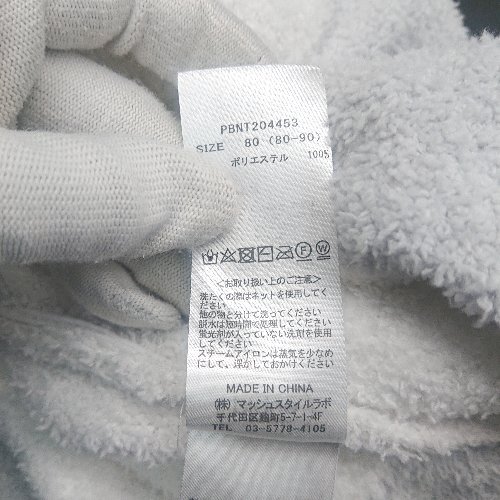 PBNT204453
SIZE 80 (80-90)
ポリエステル 100%
<お取り扱い上のご注意>
洗たくの際はネットを使用してく
ださい
他の物と分けて洗ってください
脱水は短時間で処理してください
蛍光剤が入っていない洗剤を使用
してください
スチームアイロンは蒸気を少なめ
にして、浮かしておかけください
MADE IN CHINA
(株) マッシュスタイルラボ
千代田区麹町5-7-1-4F
TEL 03-5778-4105